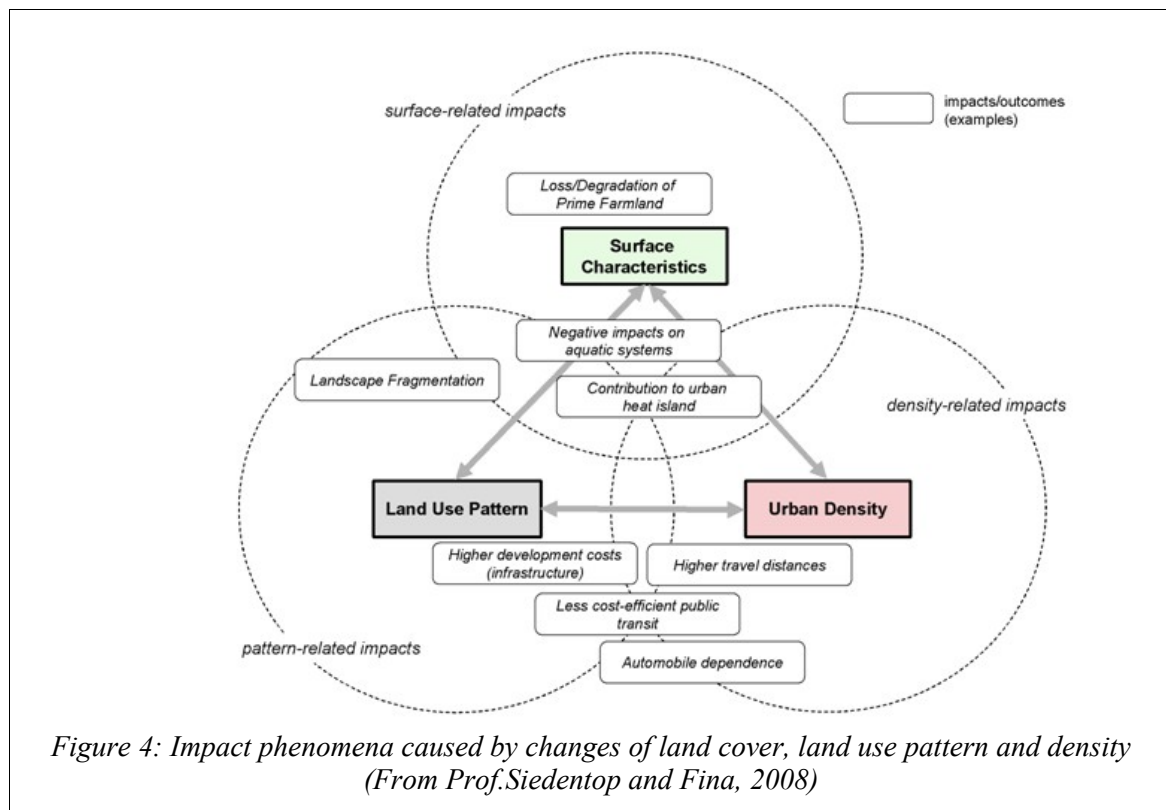 surface-related impacts
impacts/outcomes
(examples)
Loss/Degradation of
Prime Farmland
Surface
Characteristics
Negative impacts on
aquatic systems
Landscape Fragmentation
Contribution to urban
heat island
density-related impacts
Land Use Pattern
Urban Density
Higher development costs
(infrastructure)
Higher travel distances
Less cost-efficient public
transit
pattern-related impacts
Automobile dependence
Figure 4: Impact phenomena caused by changes of land cover, land use pattern and density
(From Prof.Siedentop and Fina, 2008)